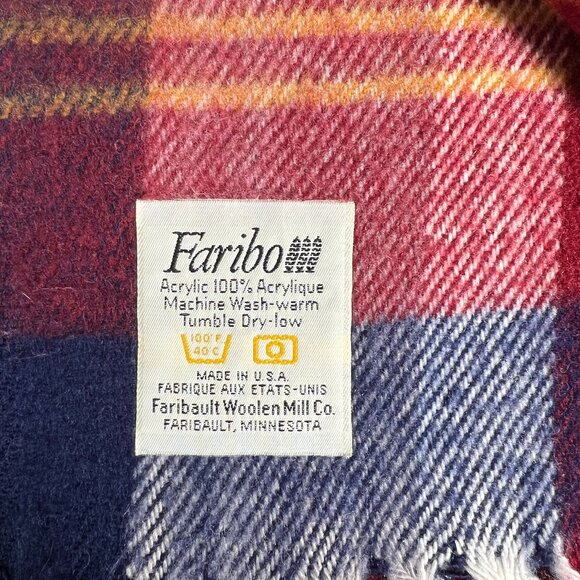 Faribo
Acrylic 100% Acrylique
Machine Wash-warm
Tumble Dry-low
100°F
40°C
MADE IN U.S.A.
FABRIQUE AUX ETATS-UNIS
Faribault Woolen Mill Co.
FARIBAULT, MINNESOTA